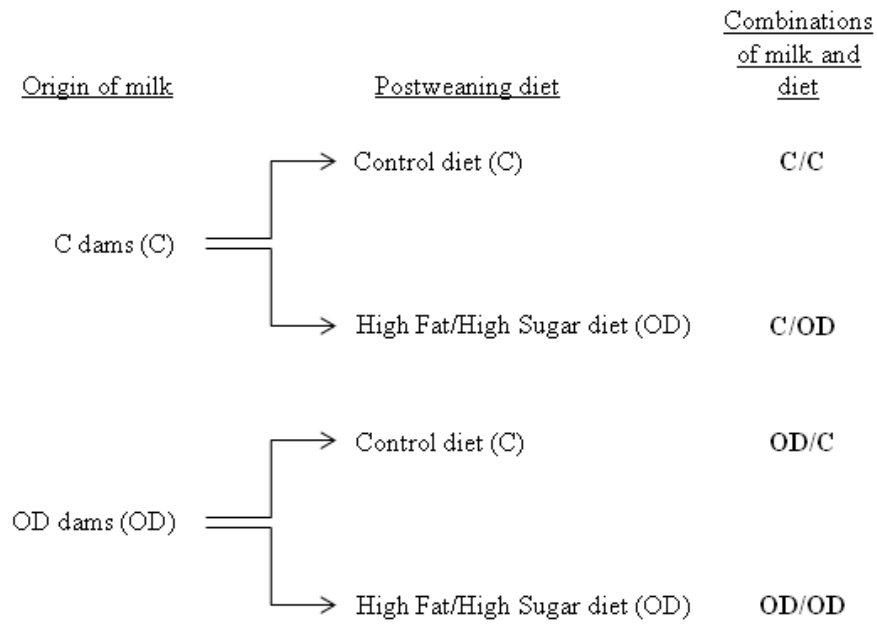 Combinations
of milk and
diet
Origin of milk
Postweaning diet
Control diet (C)
C/C
C dams (C)
High Fat/High Sugar diet (OD)
C/OD
Control diet (C)
OD/C
OD dams (OD)
High Fat/High Sugar diet (OD)
OD/OD